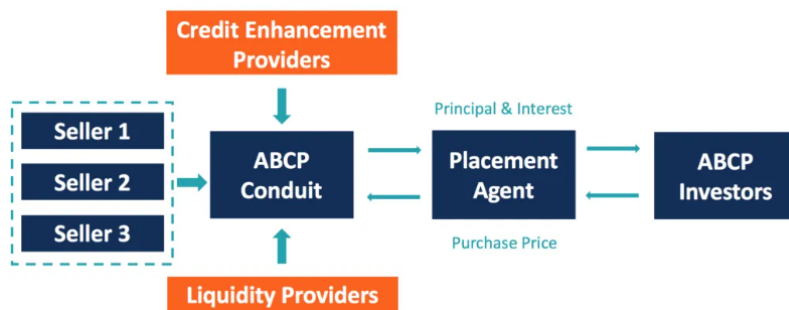 Credit Enhancement
Providers
Seller 1
Seller 2
Seller 3
ABCP
Conduit
Principal & Interest
Placement
Agent
Purchase Price
ABCP
Investors
Liquidity Providers